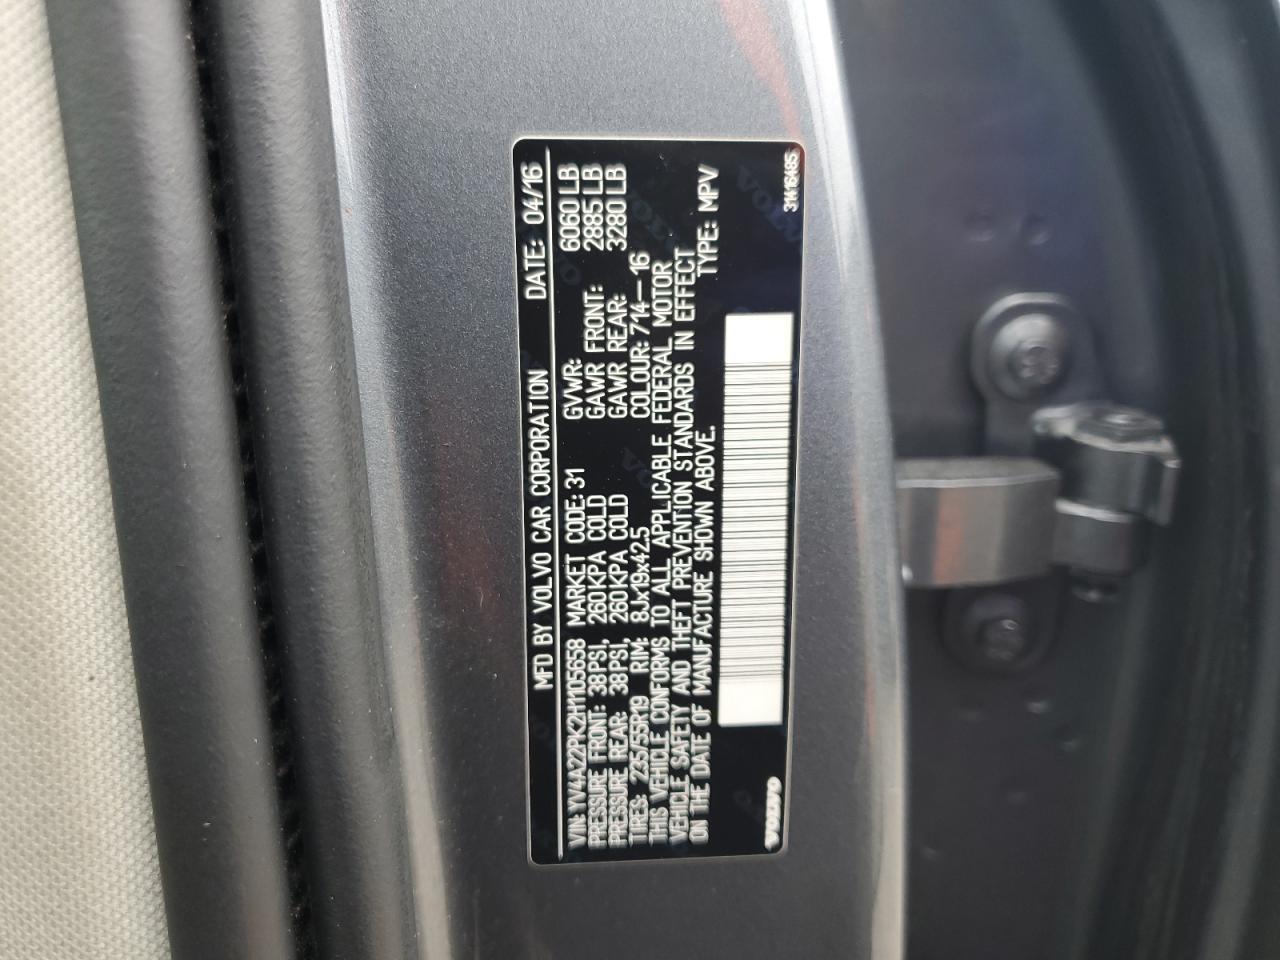 MFD BY VOLVO CAR CORPORATION DATE: 04/16
VIN: YV4A22PK2H1105658 MARKET CODE: 31 GVWR: 6060 LB
PRESSURE FRONT: 38PSI, 260KPA COLD GAWR FRONT: 2885 LB
PRESSURE REAR: 38PSI, 260KPA COLD GAWR REAR: 3280 LB
TIRES: 235/55R19 RIM: 8Jx19x42.5 COLOUR: 714-16
THIS VEHICLE CONFORMS TO ALL APPLICABLE FEDERAL MOTOR
VEHICLE SAFETY AND THEFT PREVENTION STANDARDS IN EFFECT
ON THE DATE OF MANUFACTURE SHOWN ABOVE. TYPE: MPV
VOLVO 31416485